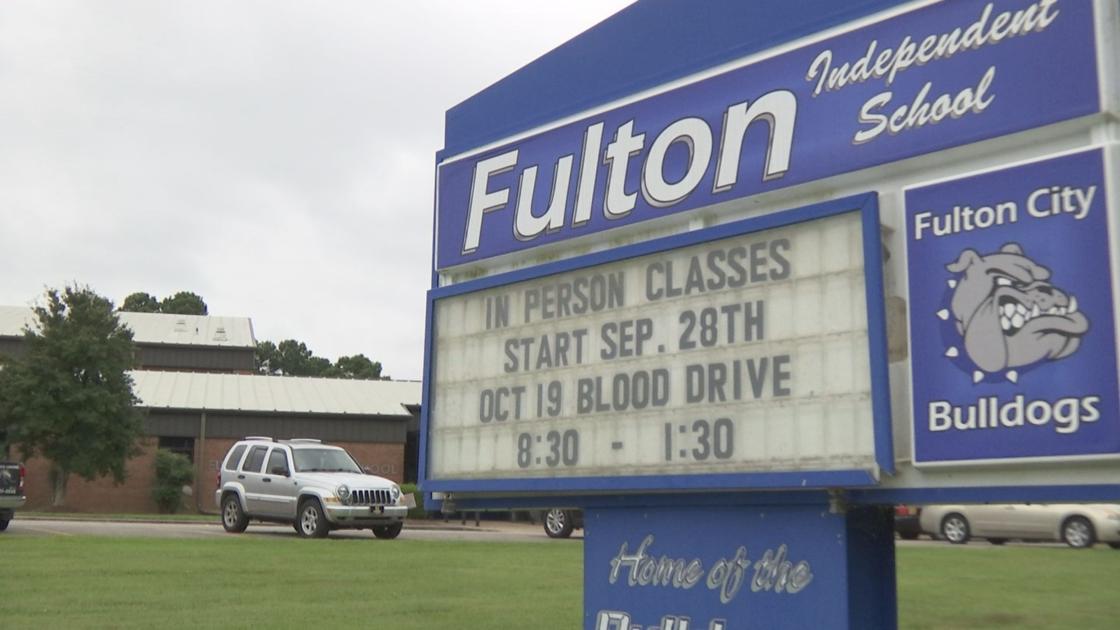 Fulton Independent
School
IN PERSON CLASSES
START SEP. 28TH
OCT 19 BLOOD DRIVE
8:30 - 1:30
Fulton City
Bulldogs
Home of the